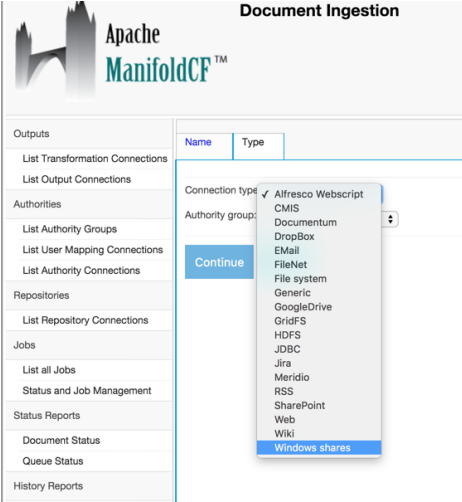 Document Ingestion
Apache
ManifoldCF™
Outputs
List Transformation Connections
List Output Connections
Authorities
List Authority Groups
List User Mapping Connections
List Authority Connections
Repositories
List Repository Connections
Jobs
List all Jobs
Status and Job Management
Status Reports
Document Status
Queue Status
History Reports
Name
Type
Connection type
Authority group:
Continue
✓ Alfresco Webscript
CMIS
Documentum
DropBox
EMail
FileNet
File system
Generic
GoogleDrive
GridFS
HDFS
JDBC
Jira
Meridio
RSS
SharePoint
Web
Wiki
Windows shares